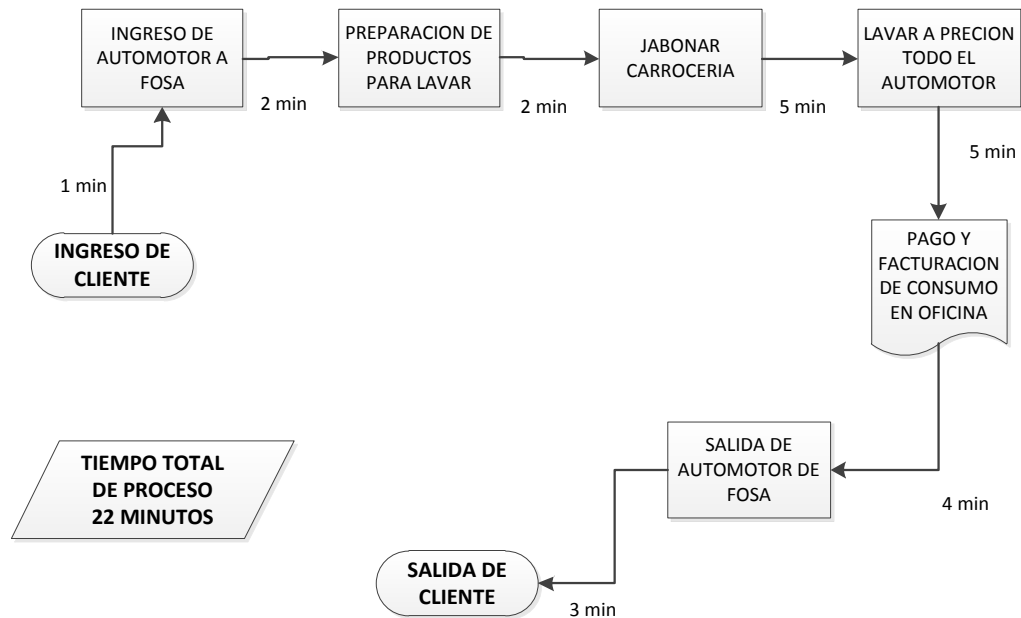 INGRESO DE
AUTOMOTOR A
FOSA
2 min
PREPARACION DE
PRODUCTOS
PARA LAVAR
2 min
JABONAR
CARROCERIA
5 min
LAVAR A PRECION
TODO EL
AUTOMOTOR
5 min
1 min
INGRESO DE
CLIENTE
PAGO Y
FACTURACION
DE CONSUMO
EN OFICINA
4 min
SALIDA DE
AUTOMOTOR DE
FOSA
3 min
SALIDA DE
CLIENTE
TIEMPO TOTAL
DE PROCESO
22 MINUTOS